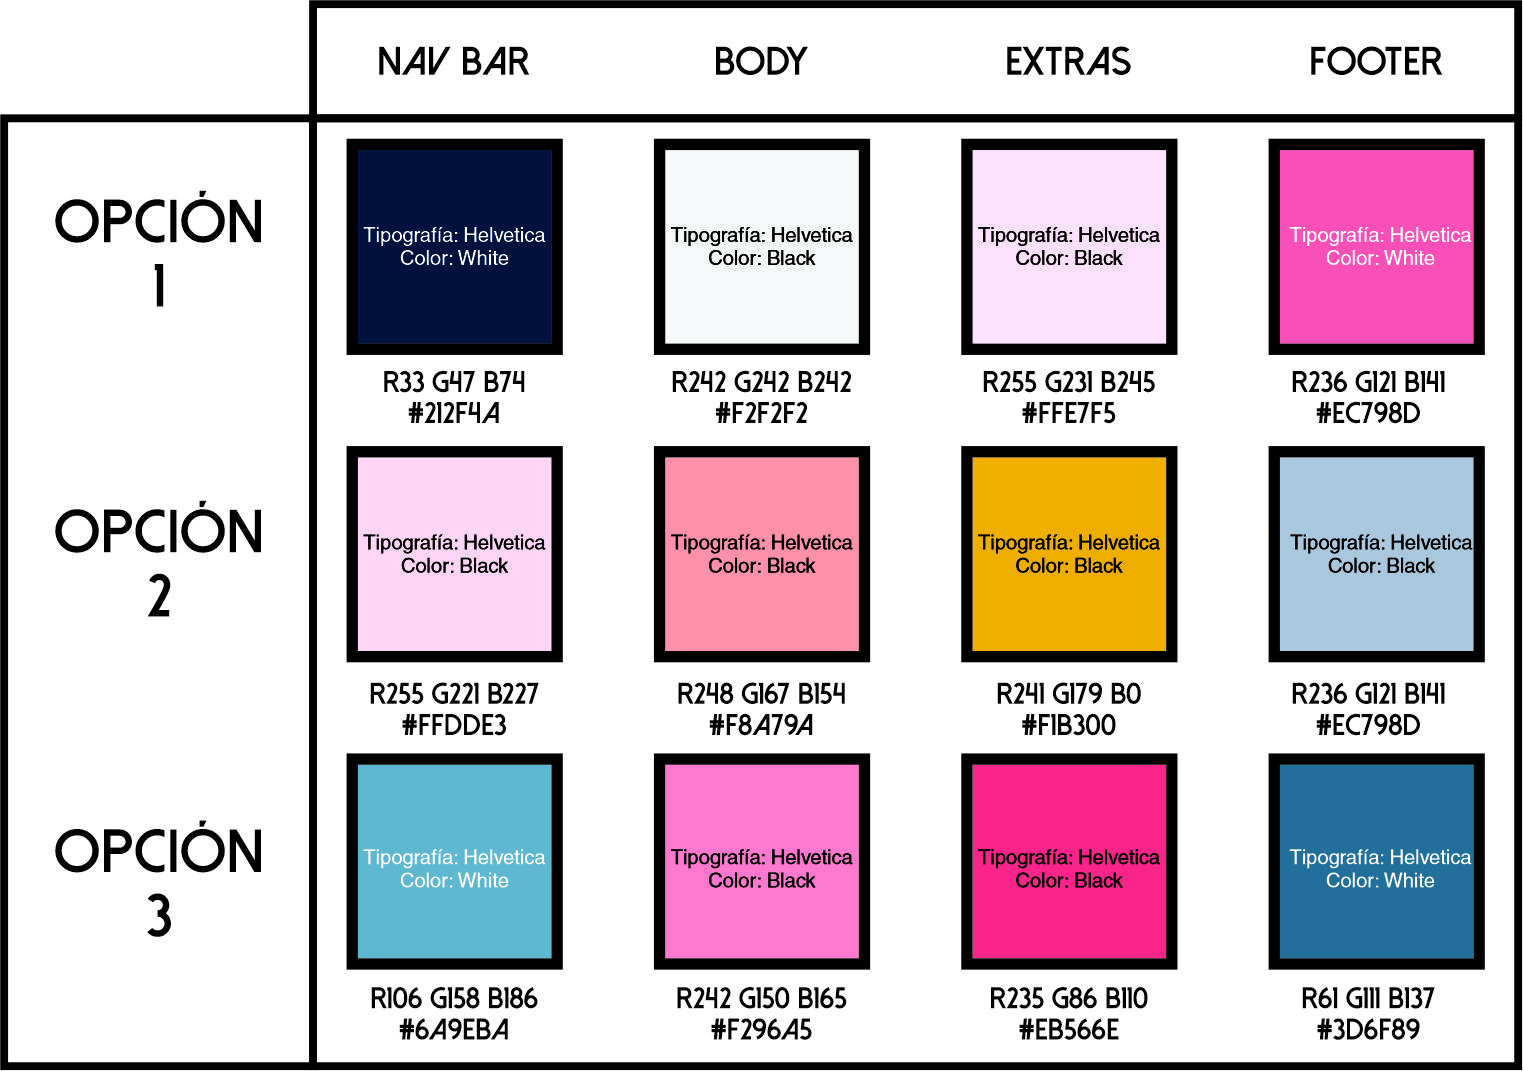 NAV BAR BODY EXTRAS FOOTER
OPCIÓN
1
Tipografía: Helvetica
Color: White
R33 G47 B74
#212F4A
Tipografía: Helvetica
Color: Black
R242 G242 B242
#F2F2F2
Tipografía: Helvetica
Color: Black
R255 G231 B245
#FFE7F5
Tipografía: Helvetica
Color: White
R236 G121 B141
#EC798D
OPCIÓN
2
Tipografía: Helvetica
Color: Black
R255 G221 B227
#FFDDE3
Tipografía: Helvetica
Color: Black
R248 G167 B154
#F8A79A
Tipografía: Helvetica
Color: Black
R241 G179 B0
#F1B300
Tipografía: Helvetica
Color: Black
R236 G121 B141
#EC798D
OPCIÓN
3
Tipografía: Helvetica
Color: White
R106 G158 B186
#6A9EBA
Tipografía: Helvetica
Color: Black
R242 G150 B165
#F296A5
Tipografía: Helvetica
Color: Black
R235 G86 B110
#EB566E
Tipografía: Helvetica
Color: White
R61 G111 B137
#3D6F89